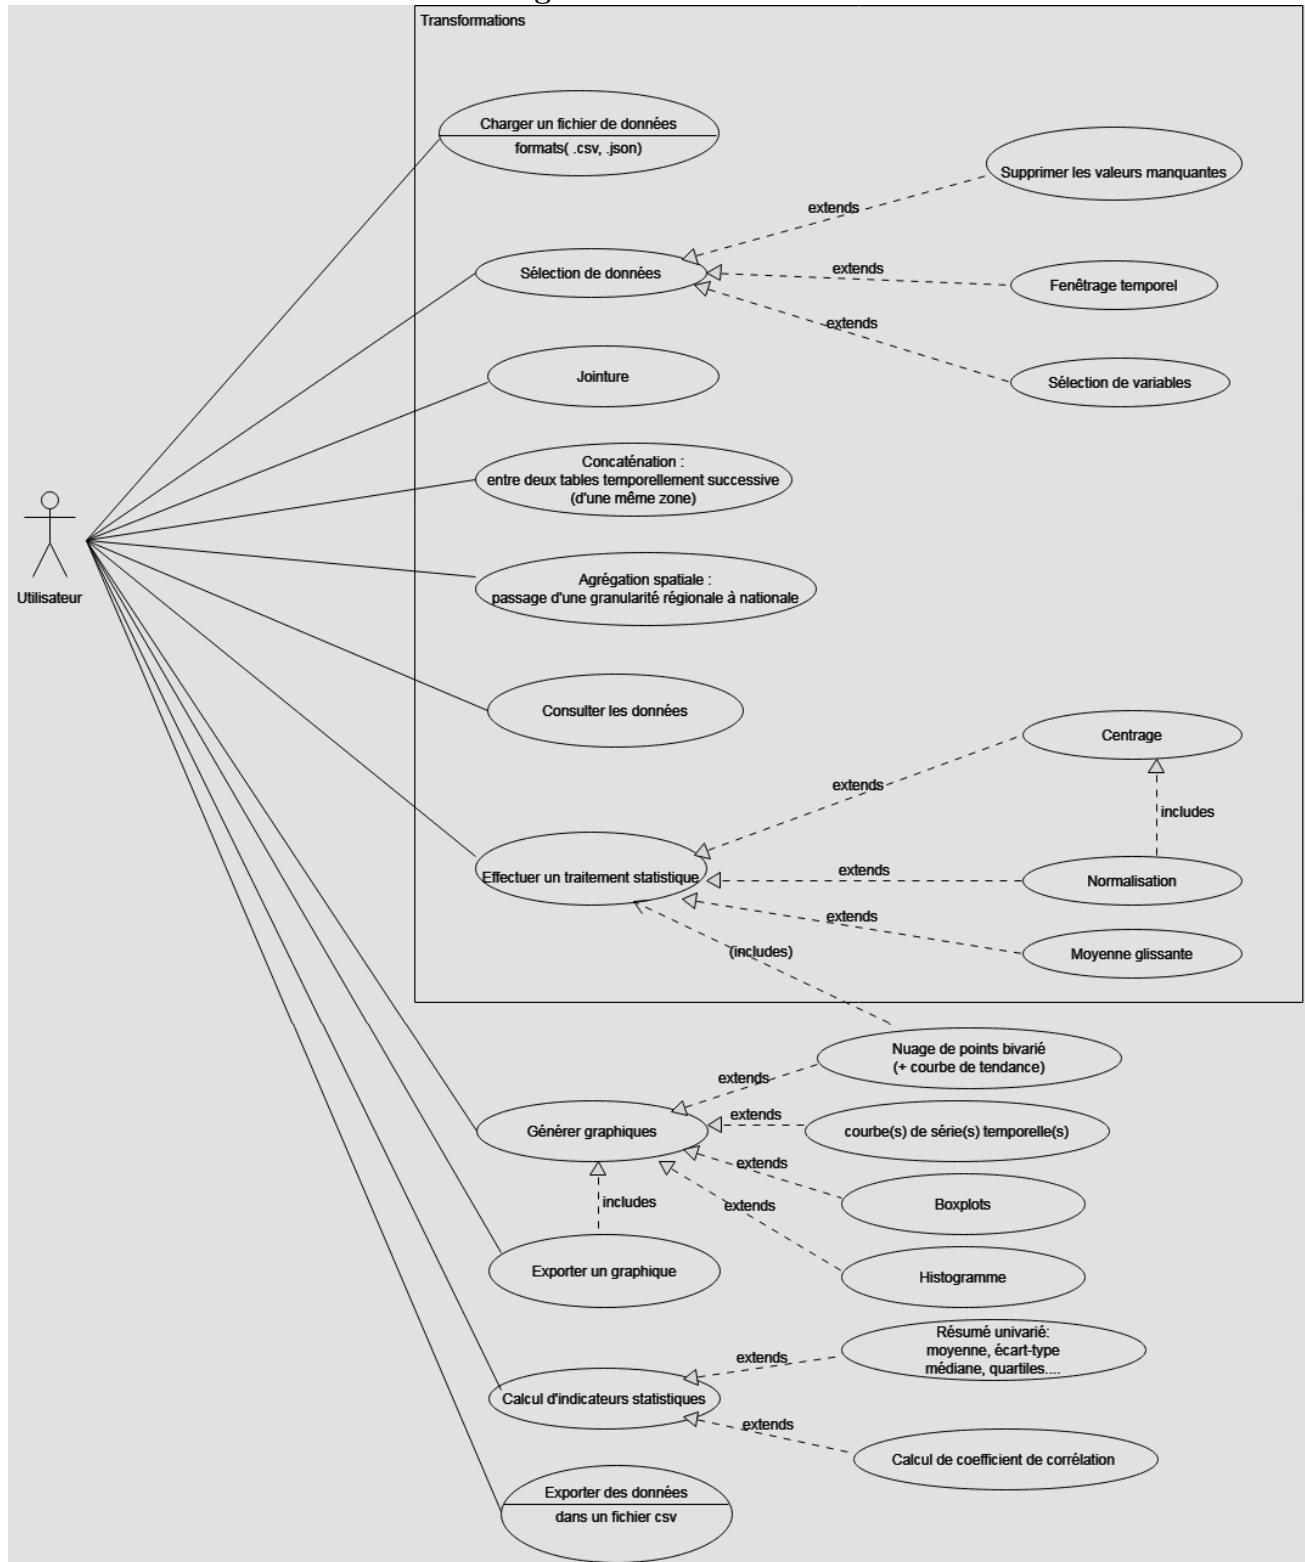 Transformations
Charger un fichier de données
formats( .csv, .json)
Supprimer les valeurs manquantes
extends
Sélection de données
extends
Fenêtrage temporel
extends
Jointure
Sélection de variables
Concaténation :
entre deux tables temporellement successive
(d'une même zone)
Utilisateur
Agrégation spatiale :
passage d'une granularité régionale à nationale
Consulter les données
Centrage
extends
includes
Effectuer un traitement statistique
extends
Normalisation
extends
Moyenne glissante
(includes)
Nuage de points bivarié
(+ courbe de tendance)
extends
extends
Générer graphiques
courbe(s) de série(s) temporelle(s)
extends
includes
extends
Boxplots
Exporter un graphique
Histogramme
Résumé univarié:
moyenne, écart-type
médiane, quartiles....
extends
Calcul d'indicateurs statistiques
extends
Calcul de coefficient de corrélation
Exporter des données
dans un fichier csv